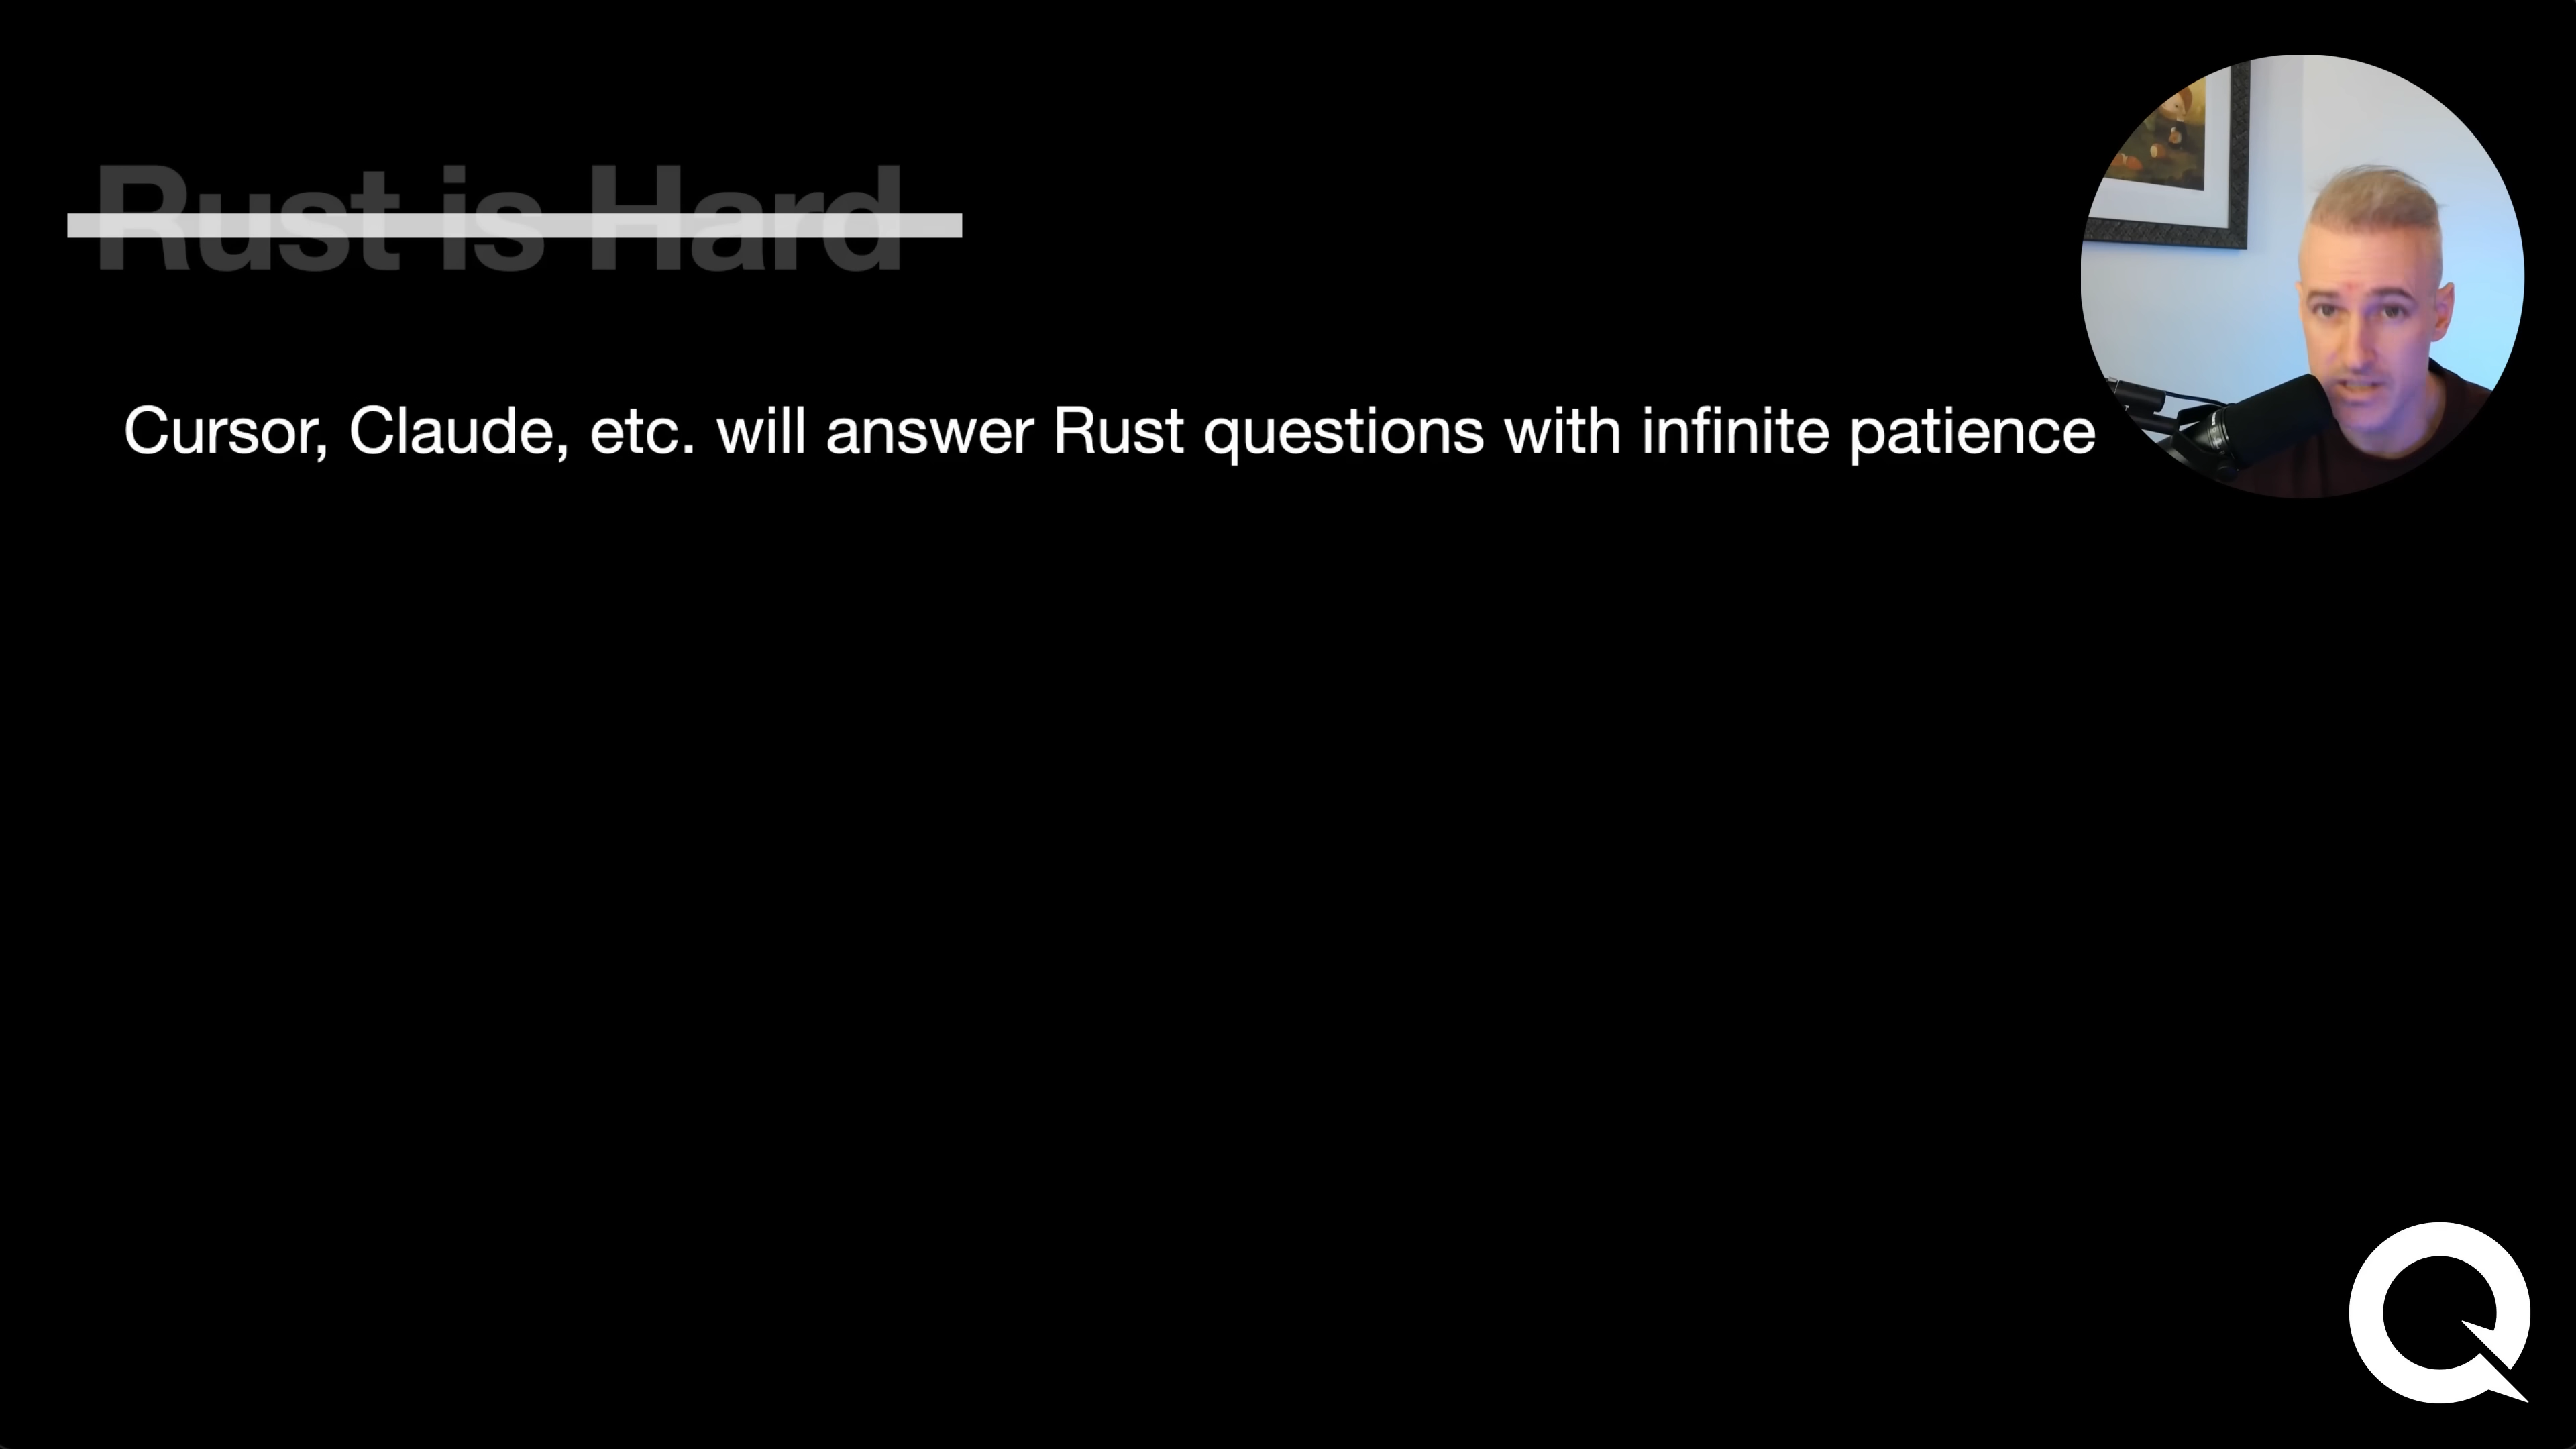 Rust is Hard
Cursor, Claude, etc. will answer Rust questions with infinite patience